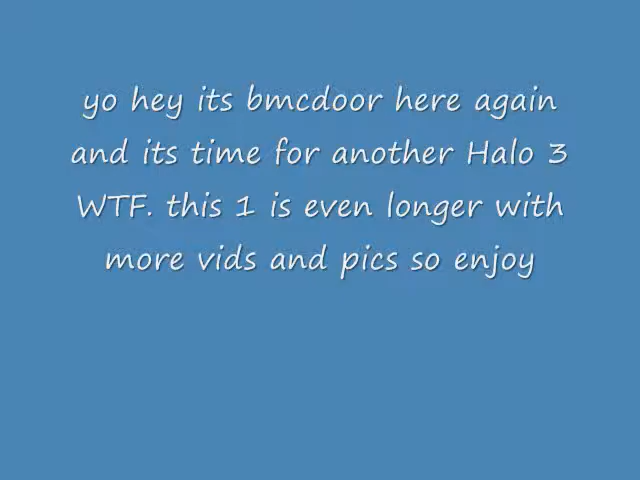 yo hey its bmcdoor here again
and its time for another Halo 3
WTF. this 1 is even longer with
more vids and pics so enjoy